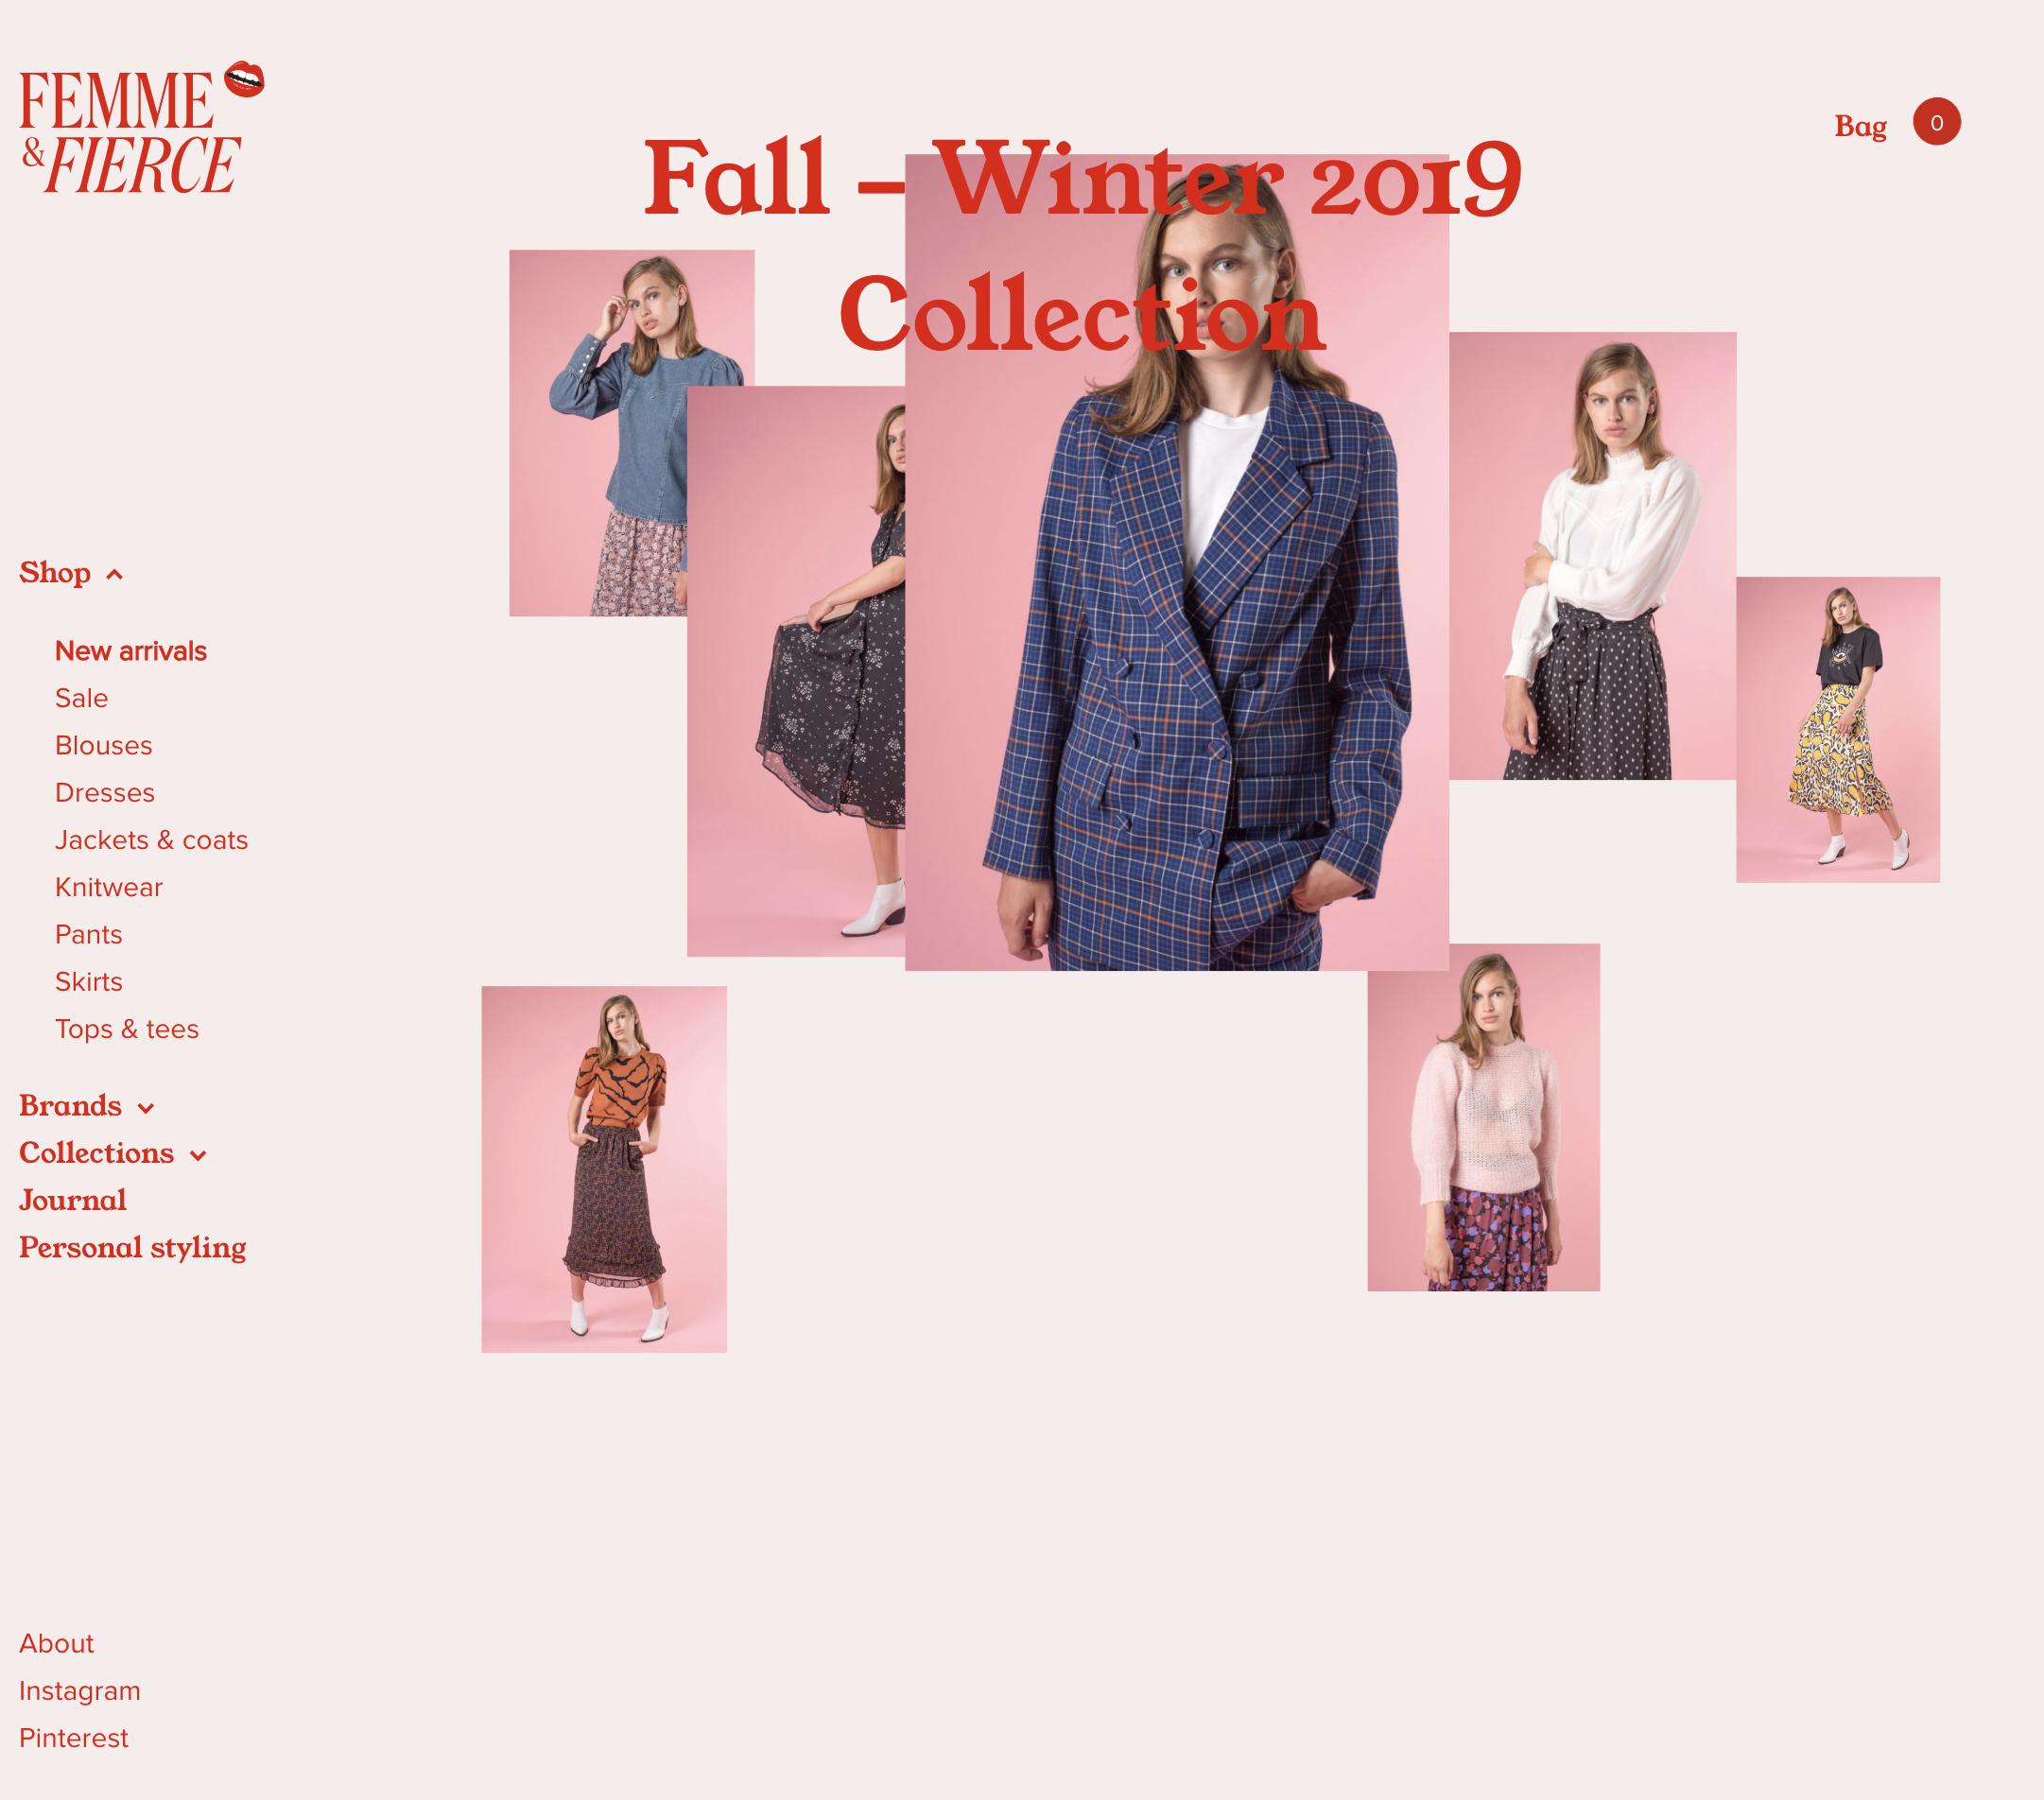 FEMME
&FIERCE
Bag 0
Fall – Winter 2019
Collection
Shop
New arrivals
Sale
Blouses
Dresses
Jackets & coats
Knitwear
Pants
Skirts
Tops & tees
Brands
Collections
Journal
Personal styling
About
Instagram
Pinterest